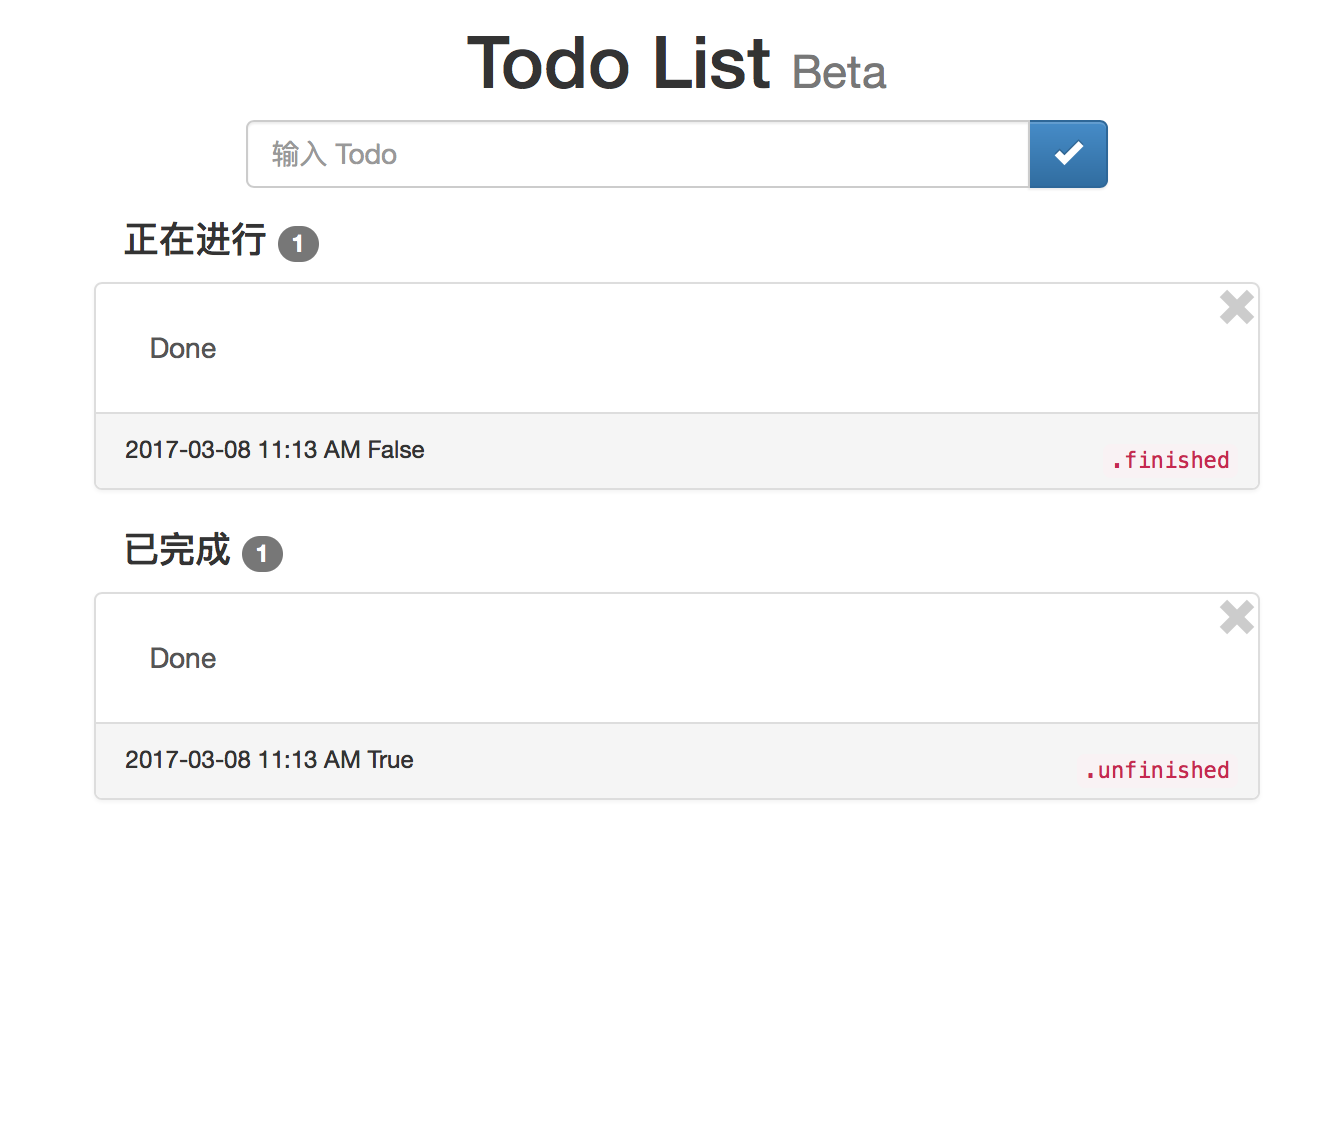 Todo List Beta
输入 Todo
正在进行 1
Done
2017-03-08 11:13 AM False
.finished
已完成 1
Done
2017-03-08 11:13 AM True
.unfinished